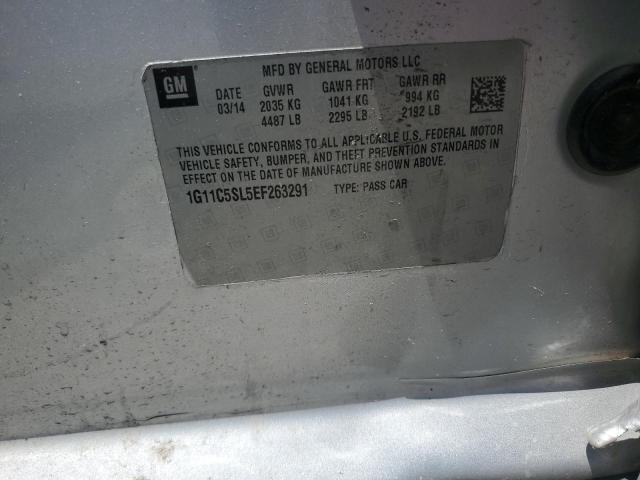 GM
MFD BY GENERAL MOTORS LLC
DATE GVWR GAWR FRT GAWR RR
03/14 2035 KG 1041 KG 994 KG
4487 LB 2295 LB 2192 LB
THIS VEHICLE CONFORMS TO ALL APPLICABLE U.S. FEDERAL MOTOR
VEHICLE SAFETY, BUMPER, AND THEFT PREVENTION STANDARDS IN
EFFECT ON THE DATE OF MANUFACTURE SHOWN ABOVE.
1G11C5SL5EF263291 TYPE: PASS CAR